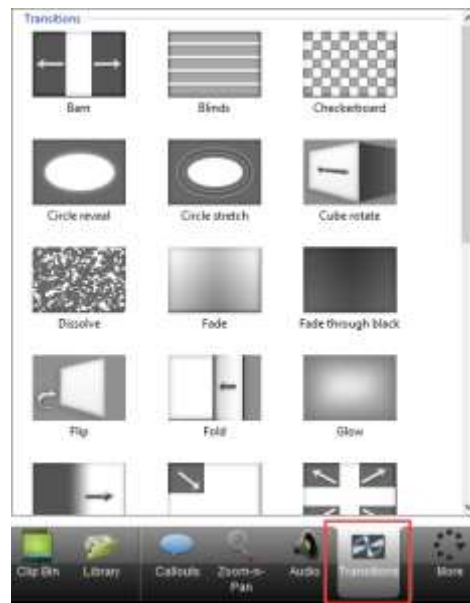 Transitions
Barn Blinds Checkerboard
Circle reveal Circle stretch Cube rotate
Dissolve Fade Fade through black
Flip Fold Glow
Clip Bin Library Callouts Zoom-n- Audio Transitions More
Pan